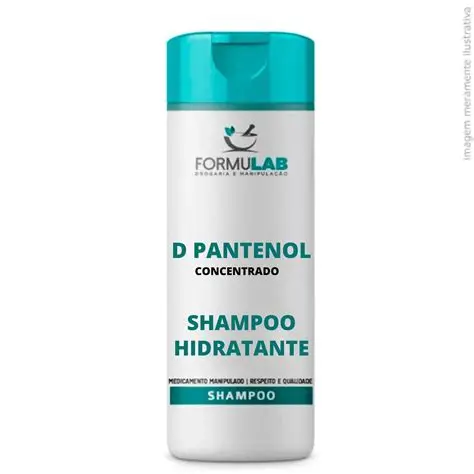 imagem meramente ilustrativa
FORMULAB
DROGARIA E MANIPULAÇÃO
D PANTENOL
CONCENTRADO
SHAMPOO
HIDRATANTE
MEDICAMENTO MANIPULADO | RESPEITO E QUALIDADE
SHAMPOO